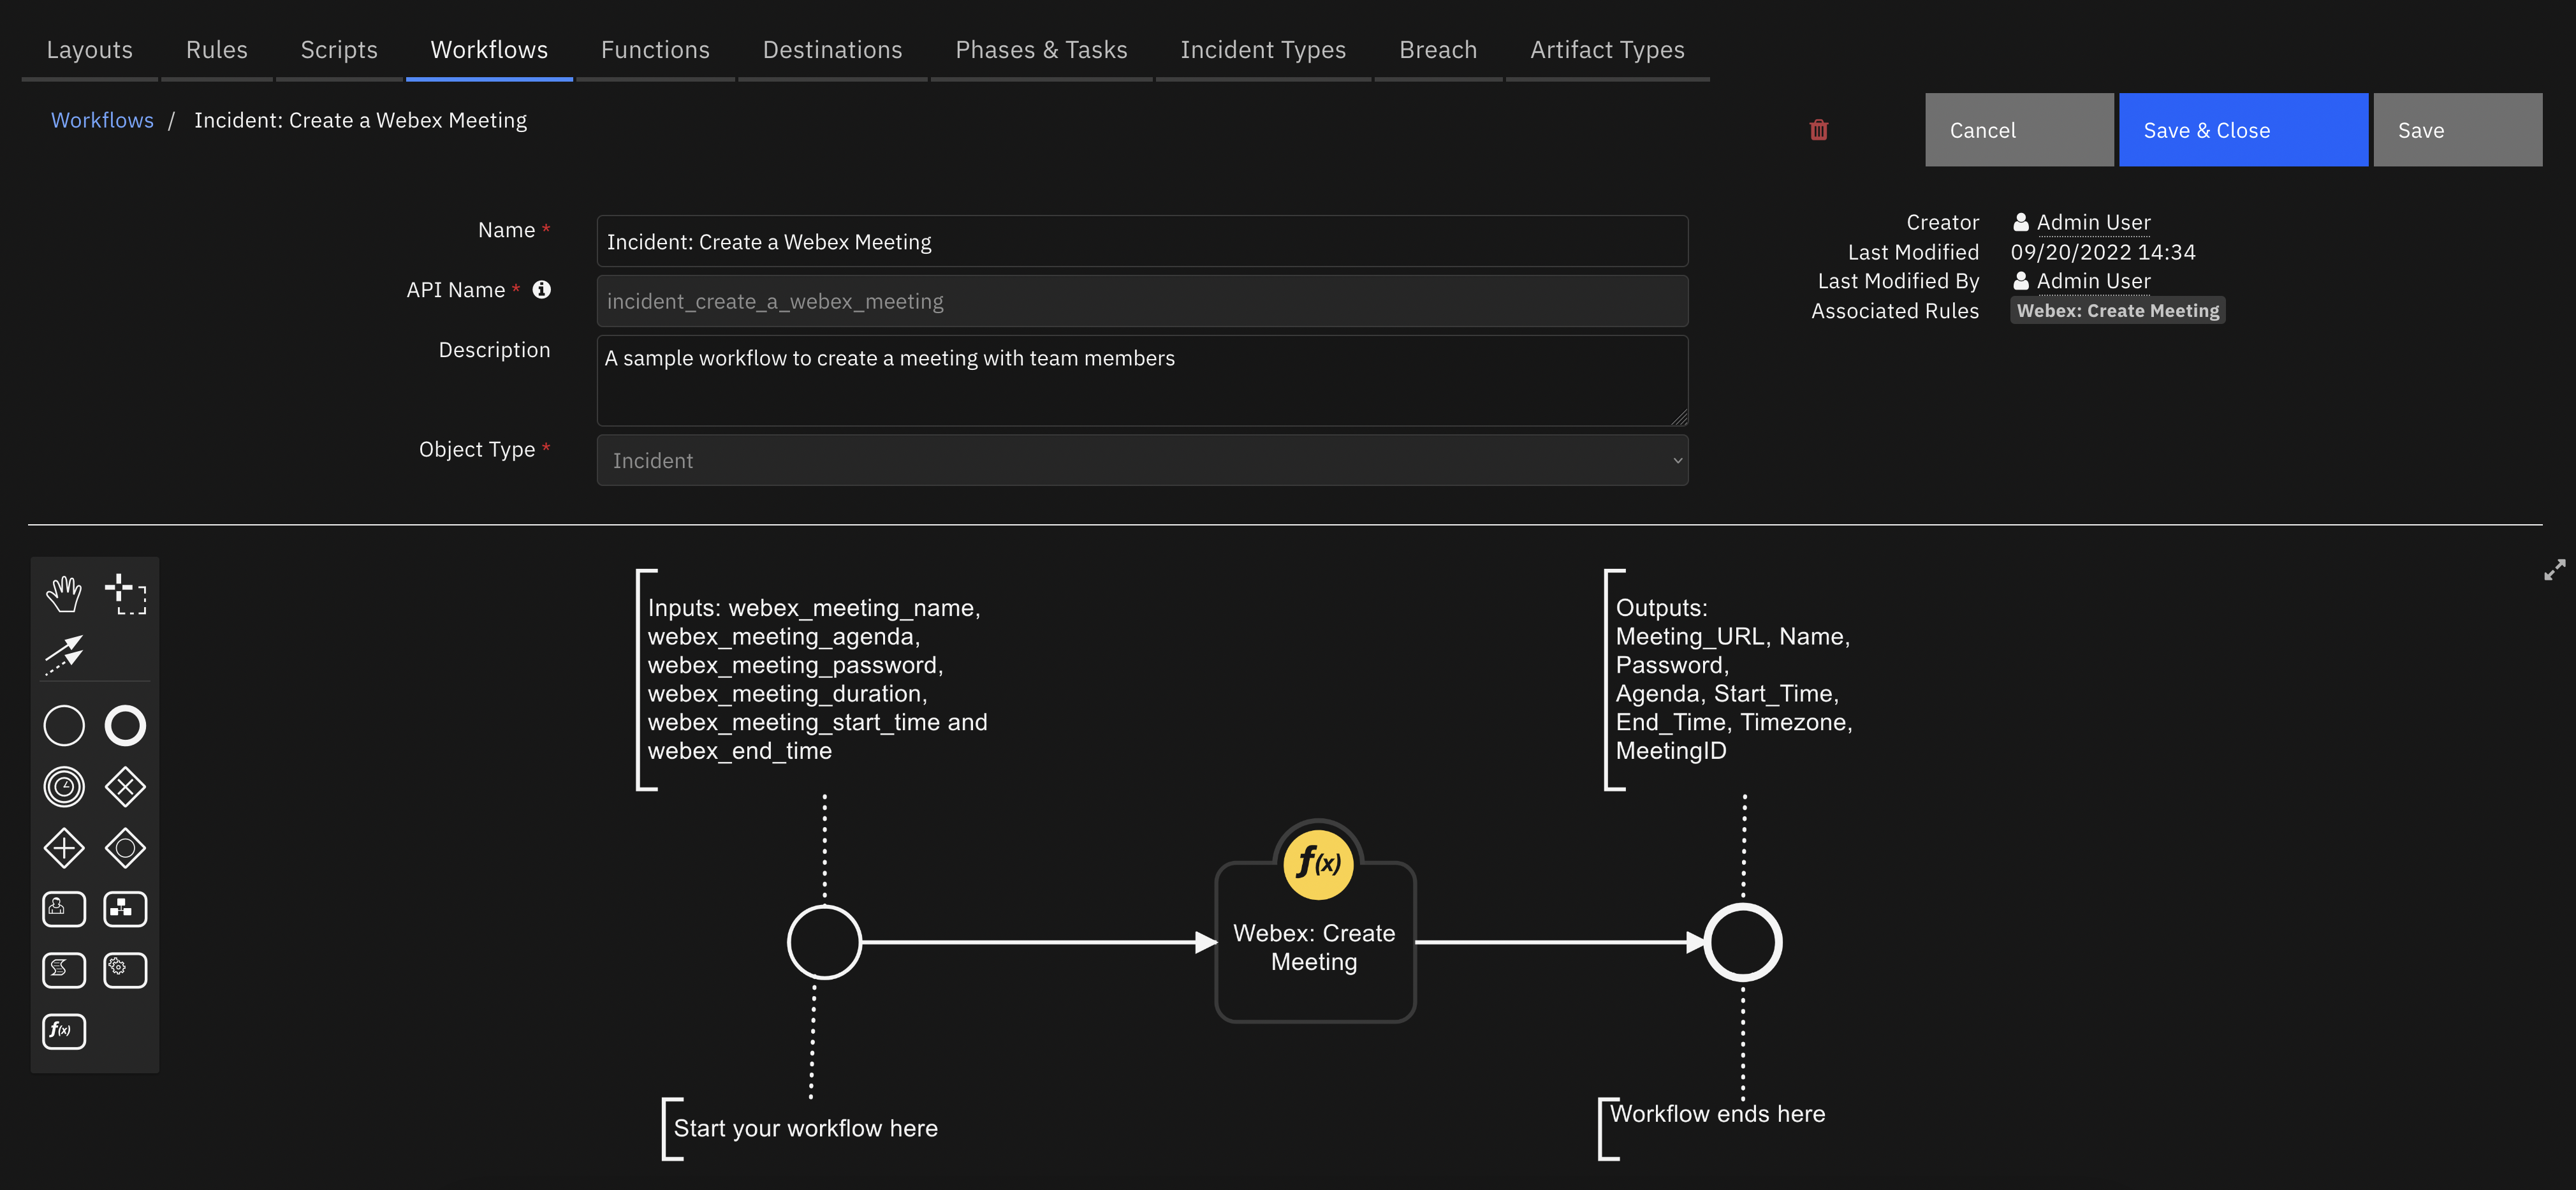 Layouts Rules Scripts Workflows Functions Destinations Phases & Tasks Incident Types Breach Artifact Types
Workflows / Incident: Create a Webex Meeting
Cancel Save & Close Save
Name * Incident: Create a Webex Meeting
API Name * incident_create_a_webex_meeting
Description A sample workflow to create a meeting with team members
Object Type * Incident
Creator Admin User
Last Modified 09/20/2022 14:34
Last Modified By Admin User
Associated Rules Webex: Create Meeting
Inputs: webex_meeting_name,
webex_meeting_agenda,
webex_meeting_password,
webex_meeting_duration,
webex_meeting_start_time and
webex_end_time
Outputs:
Meeting_URL, Name,
Password,
Agenda, Start_Time,
End_Time, Timezone,
MeetingID
f(x)
Webex: Create
Meeting
f(x)
Start your workflow here
Workflow ends here